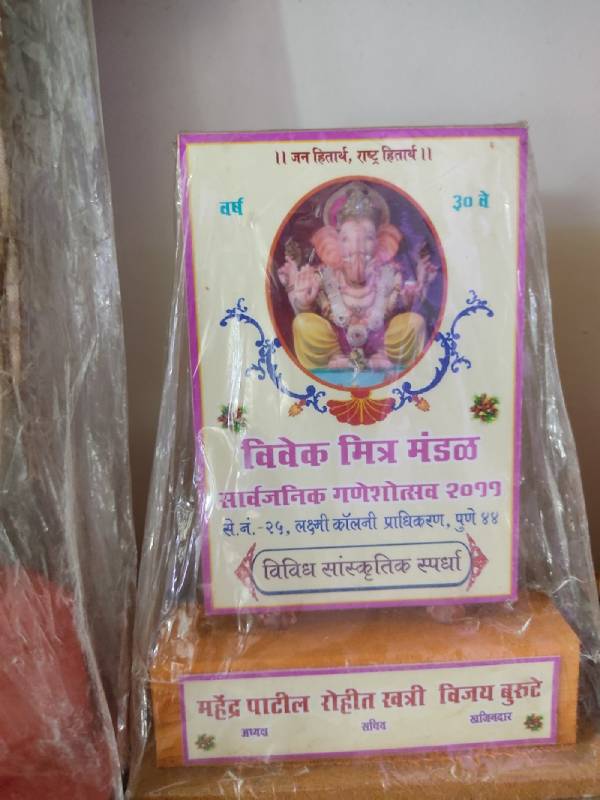 ।। जन हितार्थ, राष्ट्र हितार्थ ।।
वर्ष ३० वे
विवेक मित्र मंडळ
सार्वजनिक गणेशोत्सव २०११
से.नं.-२५, लक्ष्मी कॉलनी प्राधिकरण, पुणे ४४
विविध सांस्कृतिक स्पर्धा
महेंद्र पाटील रोहीत खत्री विजय बुरुटे
अध्यक्ष सचिव खजिनदार